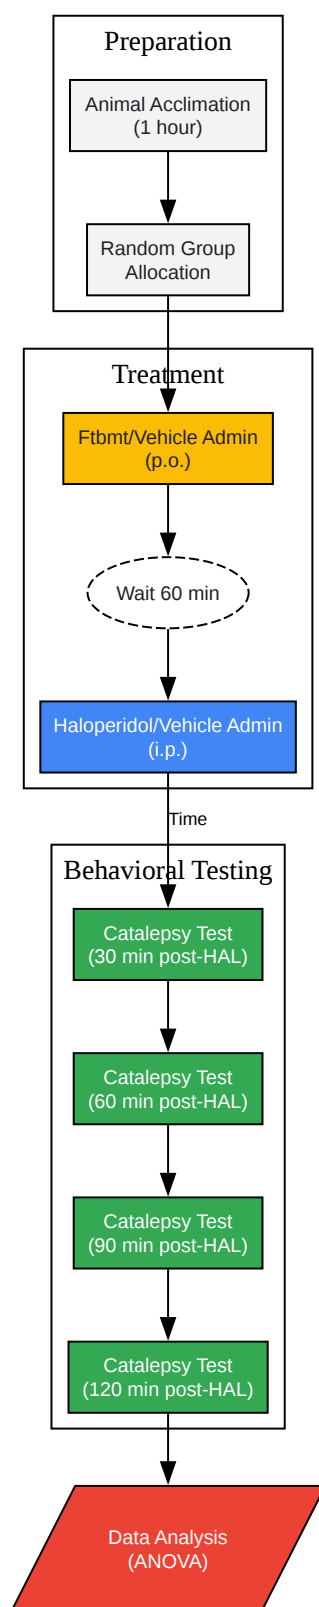 Preparation
Animal Acclimation
(1 hour)
Random Group
Allocation
Treatment
Ftbmt/Vehicle Admin
(p.o.)
Wait 60 min
Haloperidol/Vehicle Admin
(i.p.)
Time
Behavioral Testing
Catalepsy Test
(30 min post-HAL)
Catalepsy Test
(60 min post-HAL)
Catalepsy Test
(90 min post-HAL)
Catalepsy Test
(120 min post-HAL)
Data Analysis
(ANOVA)